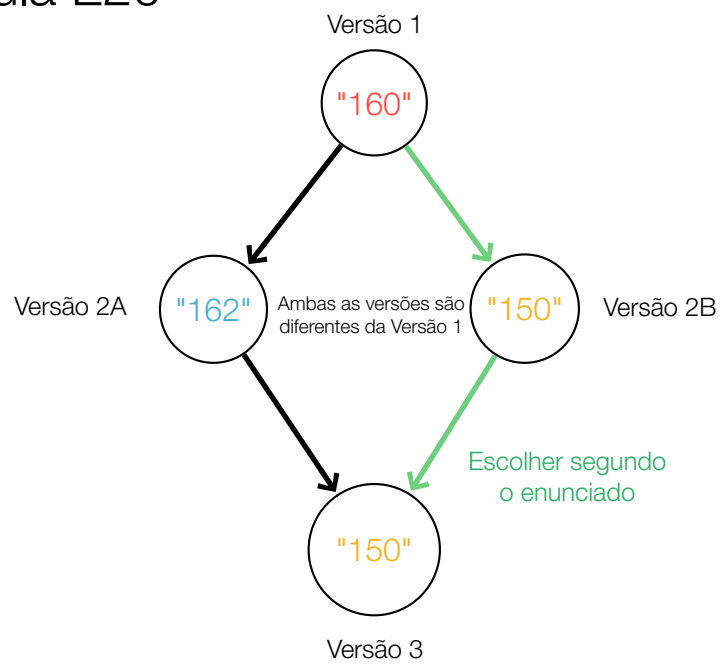 Versão 1
"160"
Versão 2A
"162"
Ambas as versões são
diferentes da Versão 1
"150"
Versão 2B
Escolher segundo
o enunciado
"150"
Versão 3